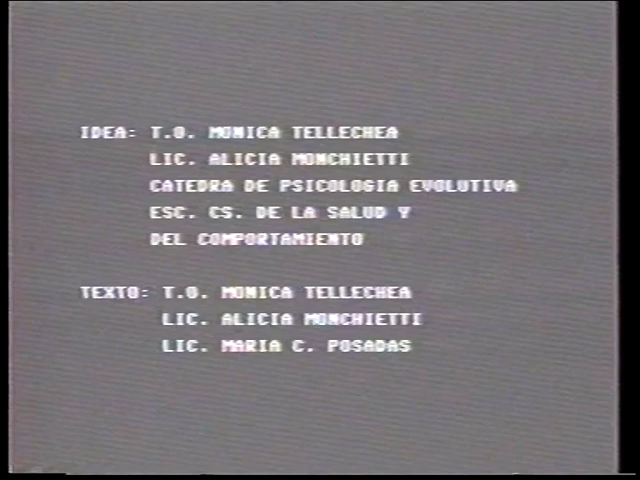 IDEA: T.O. MONICA TELLECHEA
LIC. ALICIA MONCHIETTI
CATEDRA DE PSICOLOGIA EVOLUTIVA
ESC. CS. DE LA SALUD Y
DEL COMPORTAMIENTO
TEXTO: T.O. MONICA TELLECHEA
LIC. ALICIA MONCHIETTI
LIC. MARIA C. POSADAS